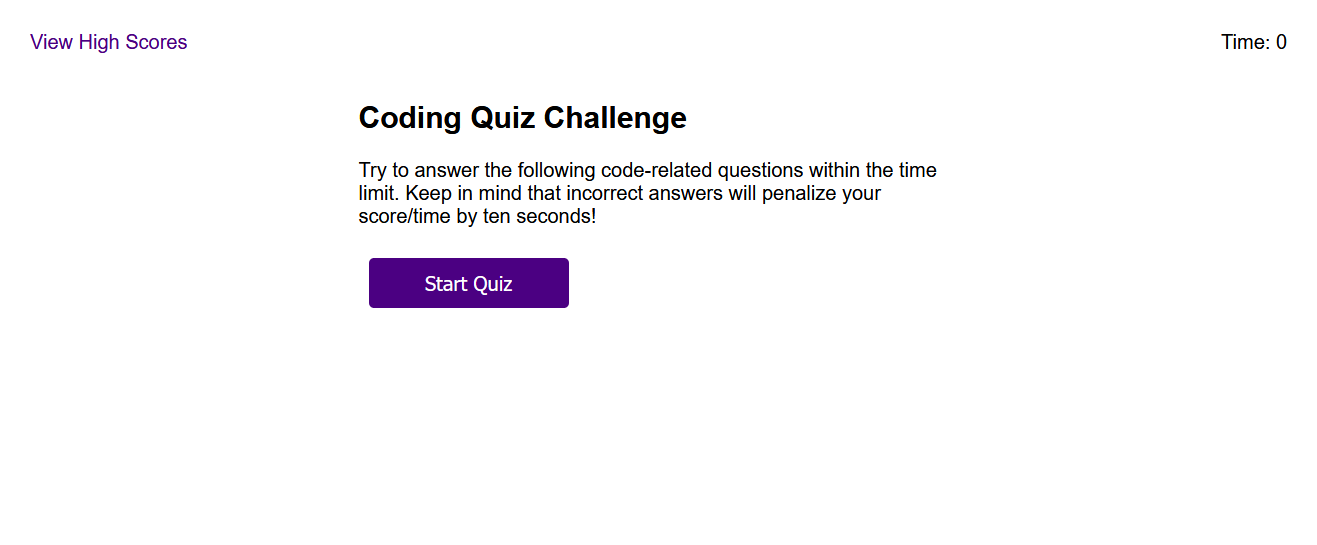 View High Scores
Time: 0
Coding Quiz Challenge
Try to answer the following code-related questions within the time
limit. Keep in mind that incorrect answers will penalize your
score/time by ten seconds!
Start Quiz